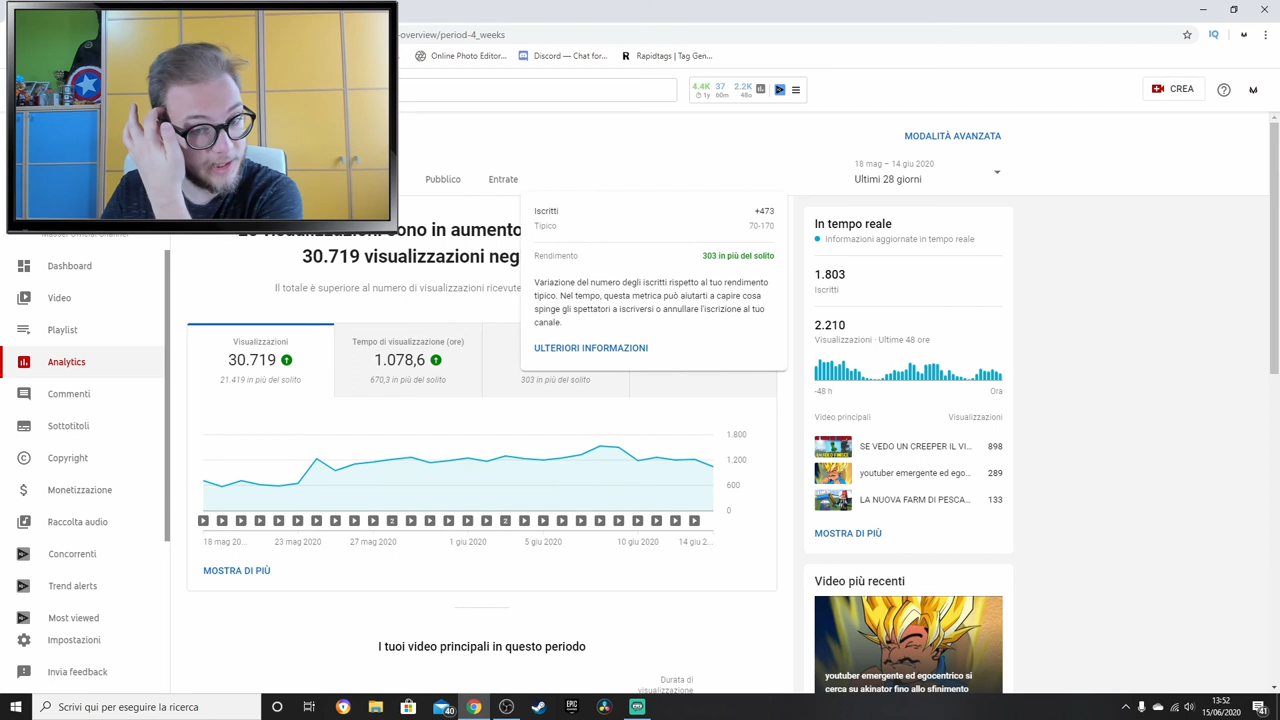 -overview/period-4_weeks
Online Photo Editor...
Discord — Chat for...
Rapidtags | Tag Gen...
IQ
4.4K 37 2.2K
1y 60m 48o
CREA
MODALITÀ AVANZATA
18 mag – 14 giu 2020
Ultimi 28 giorni
Pubblico
Entrate
sono in aumento
30.719 visualizzazioni neg
Il totale è superiore al numero di visualizzazioni ricevute
Iscritti +473
Tipico 70-170
Rendimento 303 in più del solito
Variazione del numero degli iscritti rispetto al tuo rendimento
tipico. Nel tempo, questa metrica può aiutarti a capire cosa
spinge gli spettatori a iscriversi o annullare l'iscrizione al tuo
canale.
ULTERIORI INFORMAZIONI
Dashboard
Video
Playlist
Analytics
Commenti
Sottotitoli
Copyright
Monetizzazione
Raccolta audio
Concorrenti
Trend alerts
Most viewed
Impostazioni
Invia feedback
Visualizzazioni
30.719
21.419 in più del solito
Tempo di visualizzazione (ore)
1.078,6
670,3 in più del solito
303 in più del solito
1.800
1.200
600
0
2
2
18 mag 20...
23 mag 2020
27 mag 2020
1 giu 2020
5 giu 2020
10 giu 2020
14 giu 2...
MOSTRA DI PIÙ
I tuoi video principali in questo periodo
Durata di
visualizzazione
In tempo reale
Informazioni aggiornate in tempo reale
1.803
Iscritti
2.210
Visualizzazioni · Ultime 48 ore
-48 h
Ora
Video principali
Visualizzazioni
SE VEDO UN CREEPER IL VI... 898
youtuber emergente ed ego... 289
LA NUOVA FARM DI PESCA... 133
MOSTRA DI PIÙ
Video più recenti
youtuber emergente ed egocentrico si
cerca su akinator fino allo sfinimento
Scrivi qui per eseguire la ricerca
40
EPIC
13:52
15/06/2020
41